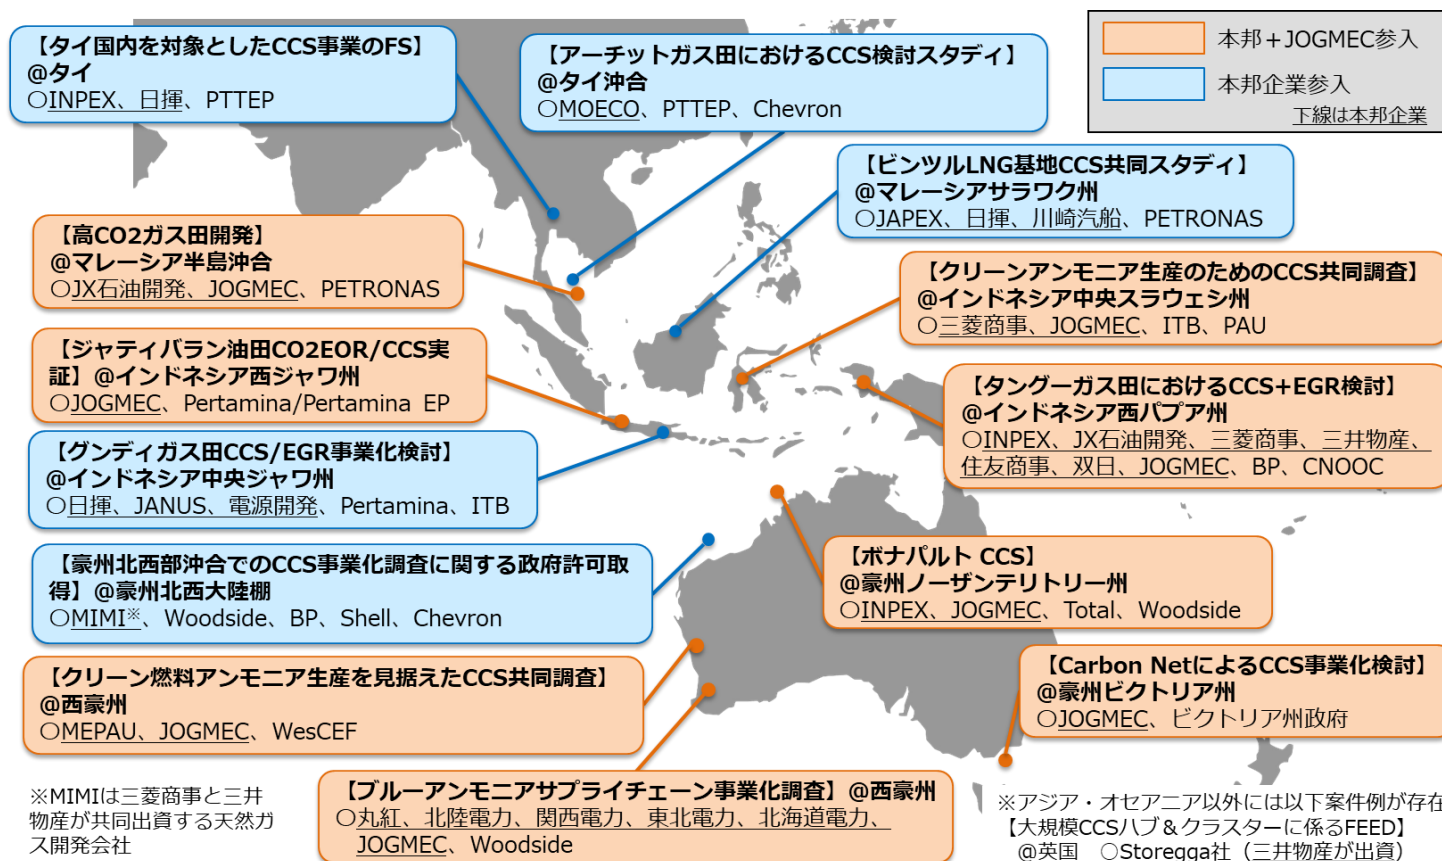 【タイ国内を対象としたCCS事業のFS】
@タイ
○INPEX、日揮、PTTEP
【アーチットガス田におけるCCS検討スタディ】
@タイ沖合
○MOECO、PTTEP、Chevron
本邦＋JOGMEC参入
本邦企業参入
下線は本邦企業
【ビンツルLNG基地CCS共同スタディ】
@マレーシアサラワク州
○JAPEX、日揮、川崎汽船、PETRONAS
【高CO2ガス田開発】
@マレーシア半島沖合
○JX石油開発、JOGMEC、PETRONAS
【クリーンアンモニア生産のためのCCS共同調査】
@インドネシア中央スラウェシ州
○三菱商事、JOGMEC、ITB、PAU
【ジャティバラン油田CO2EOR/CCS実
証】@インドネシア西ジャワ州
○JOGMEC、Pertamina/Pertamina EP
【タングーガス田におけるCCS+EGR検討】
@インドネシア西パプア州
○INPEX、JX石油開発、三菱商事、三井物産、
住友商事、双日、JOGMEC、BP、CNOOC
【グンディガス田CCS/EGR事業化検討】
@インドネシア中央ジャワ州
○日揮、JANUS、電源開発、Pertamina、ITB
【豪州北西部沖合でのCCS事業化調査に関する政府許可取
得】@豪州北西大陸棚
○MIMI※、Woodside、BP、Shell、Chevron
【ボナパルト CCS】
@豪州ノーザンテリトリー州
○INPEX、JOGMEC、Total、Woodside
【クリーン燃料アンモニア生産を見据えたCCS共同調査】
@西豪州
○MEPAU、JOGMEC、WesCEF
【Carbon NetによるCCS事業化検討】
@豪州ビクトリア州
○JOGMEC、ビクトリア州政府
【ブルーアンモニアサプライチェーン事業化調査】@西豪州
○丸紅、北陸電力、関西電力、東北電力、北海道電力、
JOGMEC、Woodside
※MIMIは三菱商事と三井
物産が共同出資する天然ガ
ス開発会社
※アジア・オセアニア以外には以下案件例が存在
【大規模CCSハブ＆クラスターに係るFEED】
@英国 ○Storegga社（三井物産が出資）